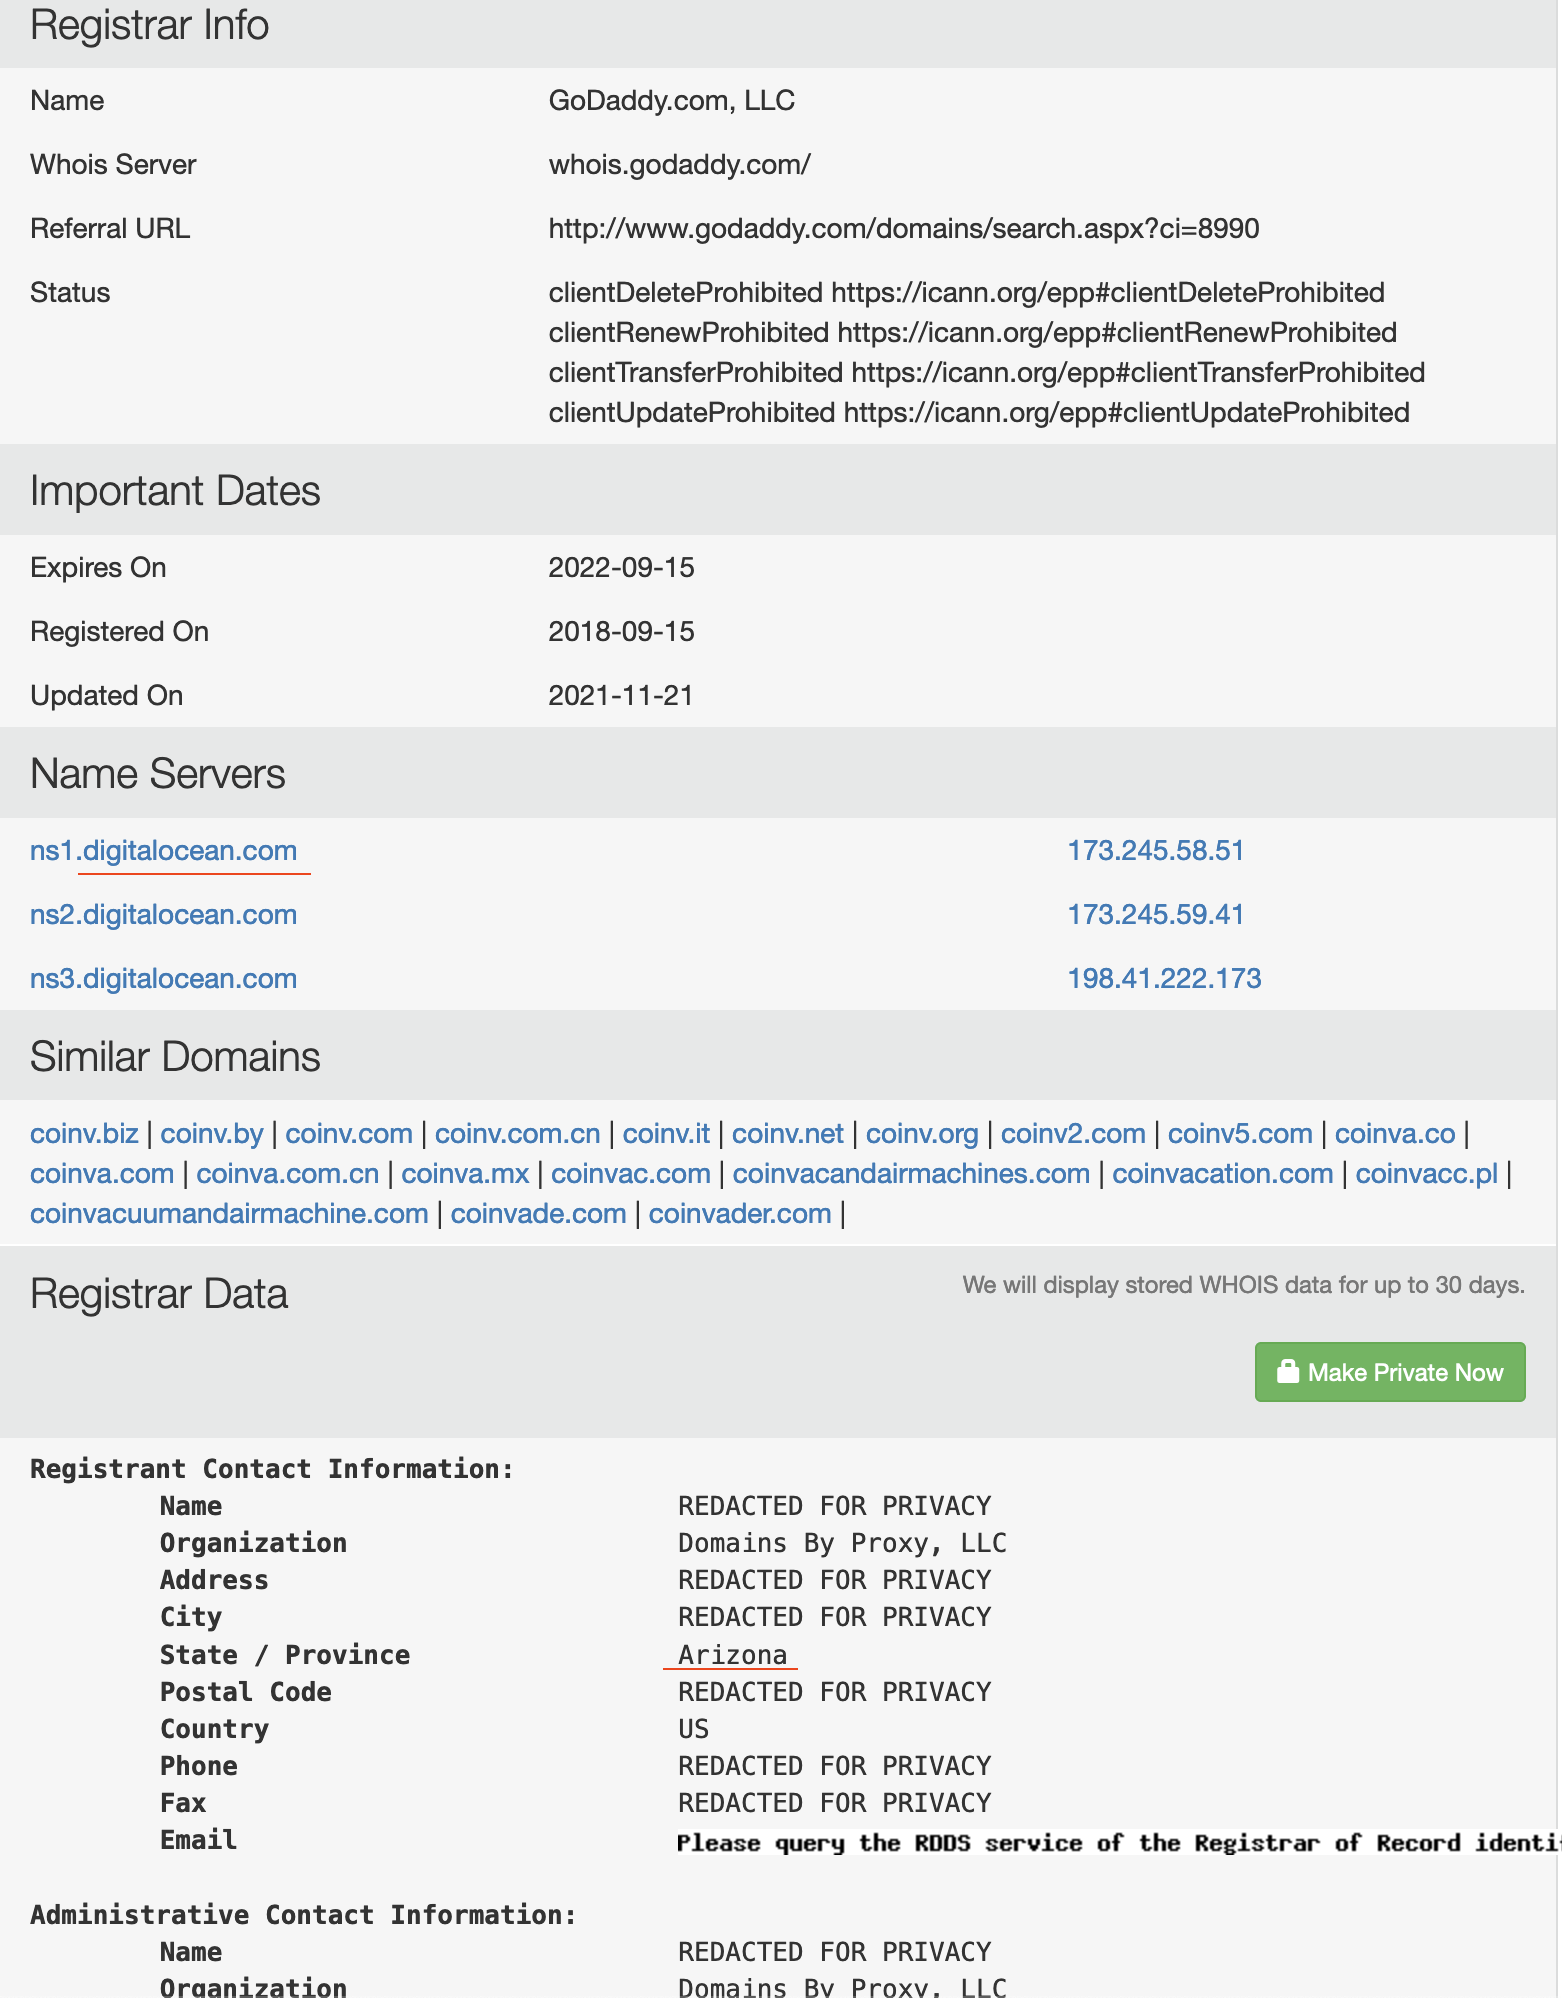 Registrar Info
Name GoDaddy.com, LLC
Whois Server whois.godaddy.com/
Referral URL http://www.godaddy.com/domains/search.aspx?ci=8990
Status clientDeleteProhibited https://icann.org/epp#clientDeleteProhibited
clientRenewProhibited https://icann.org/epp#clientRenewProhibited
clientTransferProhibited https://icann.org/epp#clientTransferProhibited
clientUpdateProhibited https://icann.org/epp#clientUpdateProhibited
Important Dates
Expires On 2022-09-15
Registered On 2018-09-15
Updated On 2021-11-21
Name Servers
ns1.digitalocean.com 173.245.58.51
ns2.digitalocean.com 173.245.59.41
ns3.digitalocean.com 198.41.222.173
Similar Domains
coinv.biz | coinv.by | coinv.com | coinv.com.cn | coinv.it | coinv.net | coinv.org | coinv2.com | coinv5.com | coinva.co |
coinva.com | coinva.com.cn | coinva.mx | coinvac.com | coinvacandairmachines.com | coinvacation.com | coinvacc.pl |
coinvacuumandairmachine.com | coinvade.com | coinvader.com |
Registrar Data We will display stored WHOIS data for up to 30 days.
Make Private Now
Registrant Contact Information:
Name REDACTED FOR PRIVACY
Organization Domains By Proxy, LLC
Address REDACTED FOR PRIVACY
City REDACTED FOR PRIVACY
State / Province Arizona
Postal Code REDACTED FOR PRIVACY
Country US
Phone REDACTED FOR PRIVACY
Fax REDACTED FOR PRIVACY
Email Please query the RDDS service of the Registrar of Record identif
Administrative Contact Information:
Name REDACTED FOR PRIVACY
Organization Domains By Proxy, LLC